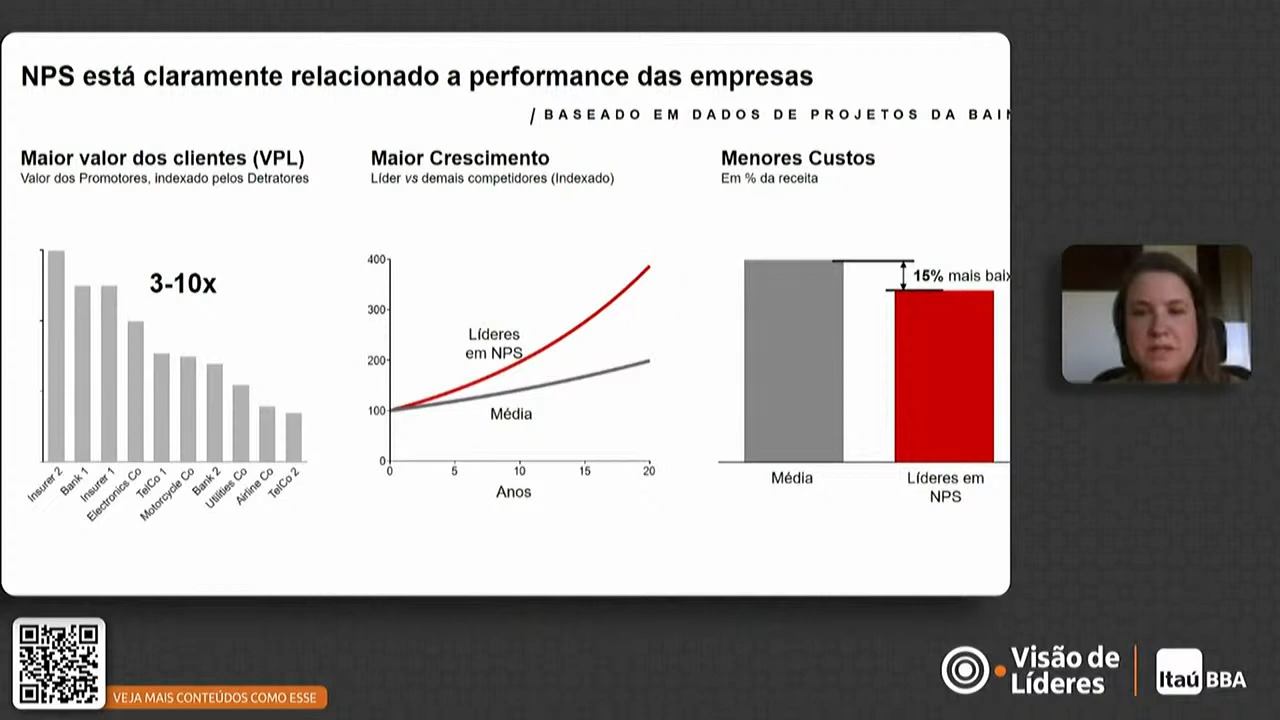 NPS está claramente relacionado a performance das empresas
/ BASEADO EM DADOS DE PROJETOS DA BAIN
Maior valor dos clientes (VPL)
Valor dos Promotores, indexado pelos Detratores
3-10x
Insurer 2
Bank 1
Insurer 1
Electronics Co
TelCo 1
Motorcycle Co
Bank 2
Utilities Co
Airline Co
TelCo 2
Maior Crescimento
Líder vs demais competidores (Indexado)
400
300
200
100
0
Líderes
em NPS
Média
0 5 10 15 20
Anos
Menores Custos
Em % da receita
15% mais baix
Média
Líderes em
NPS
VEJA MAIS CONTEÚDOS COMO ESSE
Visão de
Líderes
Itaú BBA